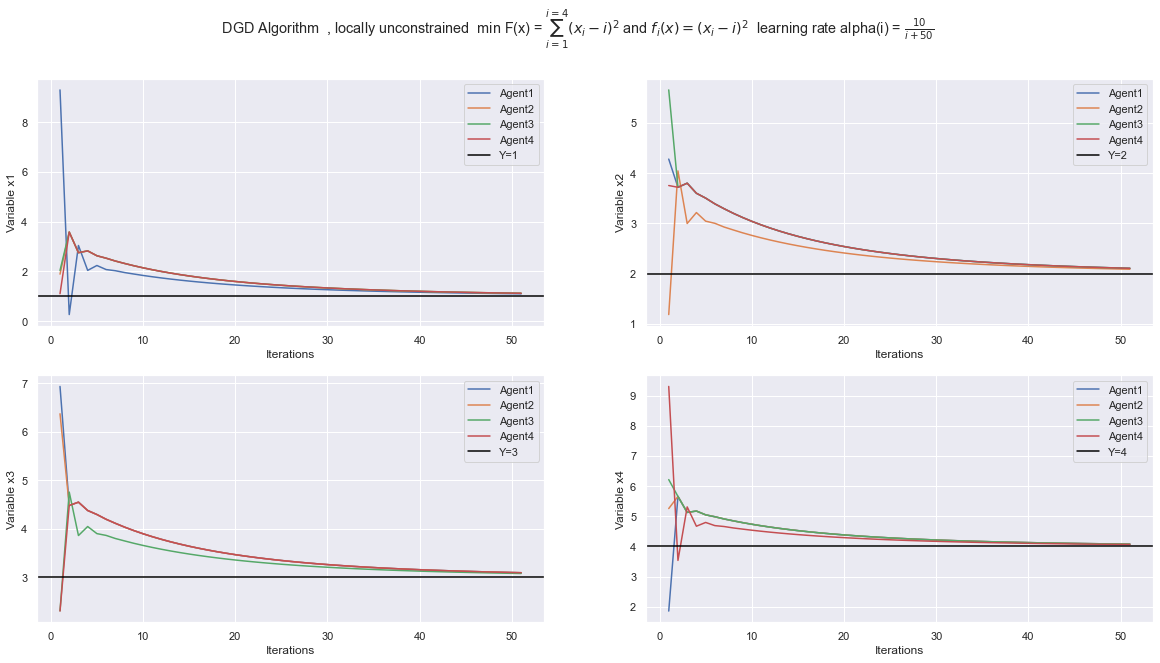 DGD Algorithm , locally unconstrained min F(x) = $\sum_{i=1}^{i=4}(x_i - i)^2$ and $f_i(x) = (x_i - i)^2$ learning rate alpha(i) = $\frac{10}{i+50}$
Variable x1
8
6
4
2
0
Agent1
Agent2
Agent3
Agent4
Y=1
0 10 20 30 40 50
Iterations
Variable x2
5
4
3
2
1
Agent1
Agent2
Agent3
Agent4
Y=2
0 10 20 30 40 50
Iterations
Variable x3
7
6
5
4
3
Agent1
Agent2
Agent3
Agent4
Y=3
0 10 20 30 40 50
Iterations
Variable x4
9
8
7
6
5
4
3
2
Agent1
Agent2
Agent3
Agent4
Y=4
0 10 20 30 40 50
Iterations